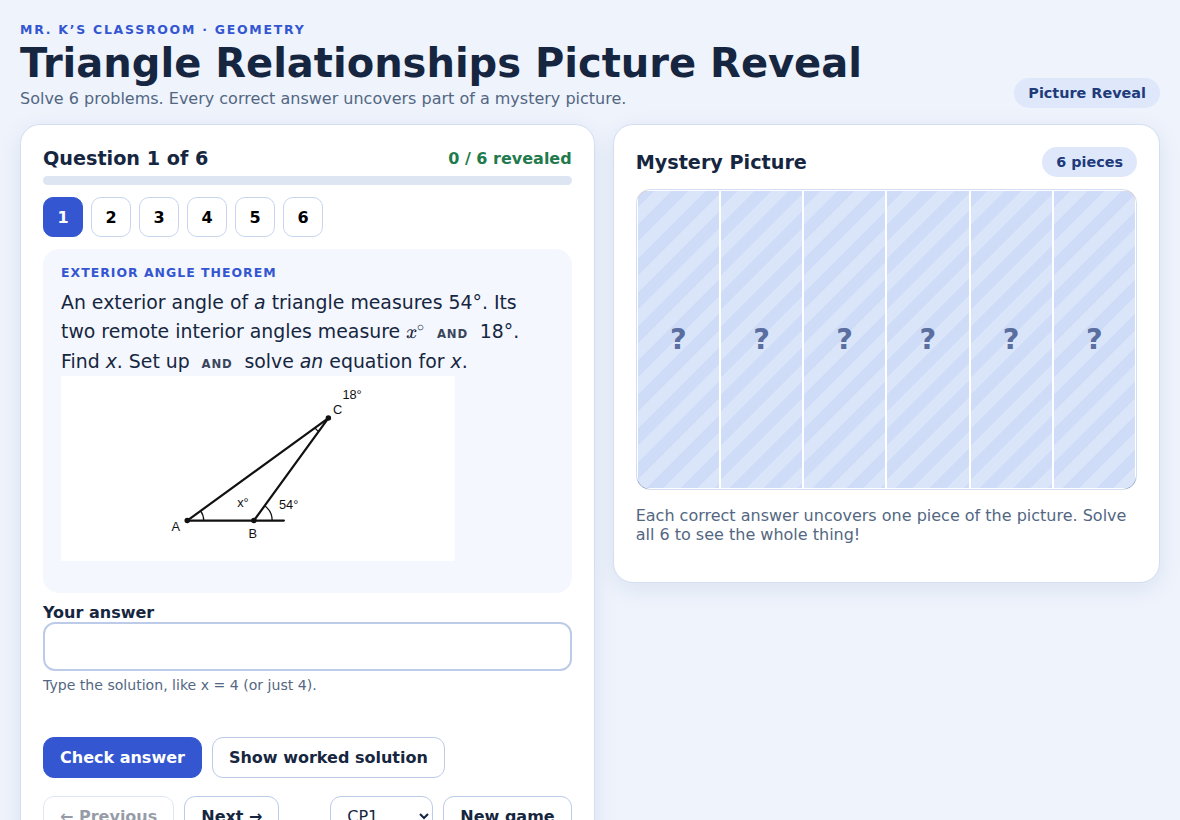 MR. K'S CLASSROOM · GEOMETRY
Triangle Relationships Picture Reveal
Solve 6 problems. Every correct answer uncovers part of a mystery picture.
Picture Reveal
Question 1 of 6
0 / 6 revealed
1 2 3 4 5 6
EXTERIOR ANGLE THEOREM
An exterior angle of a triangle measures 54°. Its
two remote interior angles measure x° AND 18°.
Find x. Set up AND solve an equation for x.
18°
C
x°
54°
A
B
Your answer
Type the solution, like x = 4 (or just 4).
Check answer
Show worked solution
← Previous
Next →
CP1
New game
Mystery Picture
6 pieces
? ? ? ? ? ?
Each correct answer uncovers one piece of the picture. Solve
all 6 to see the whole thing!